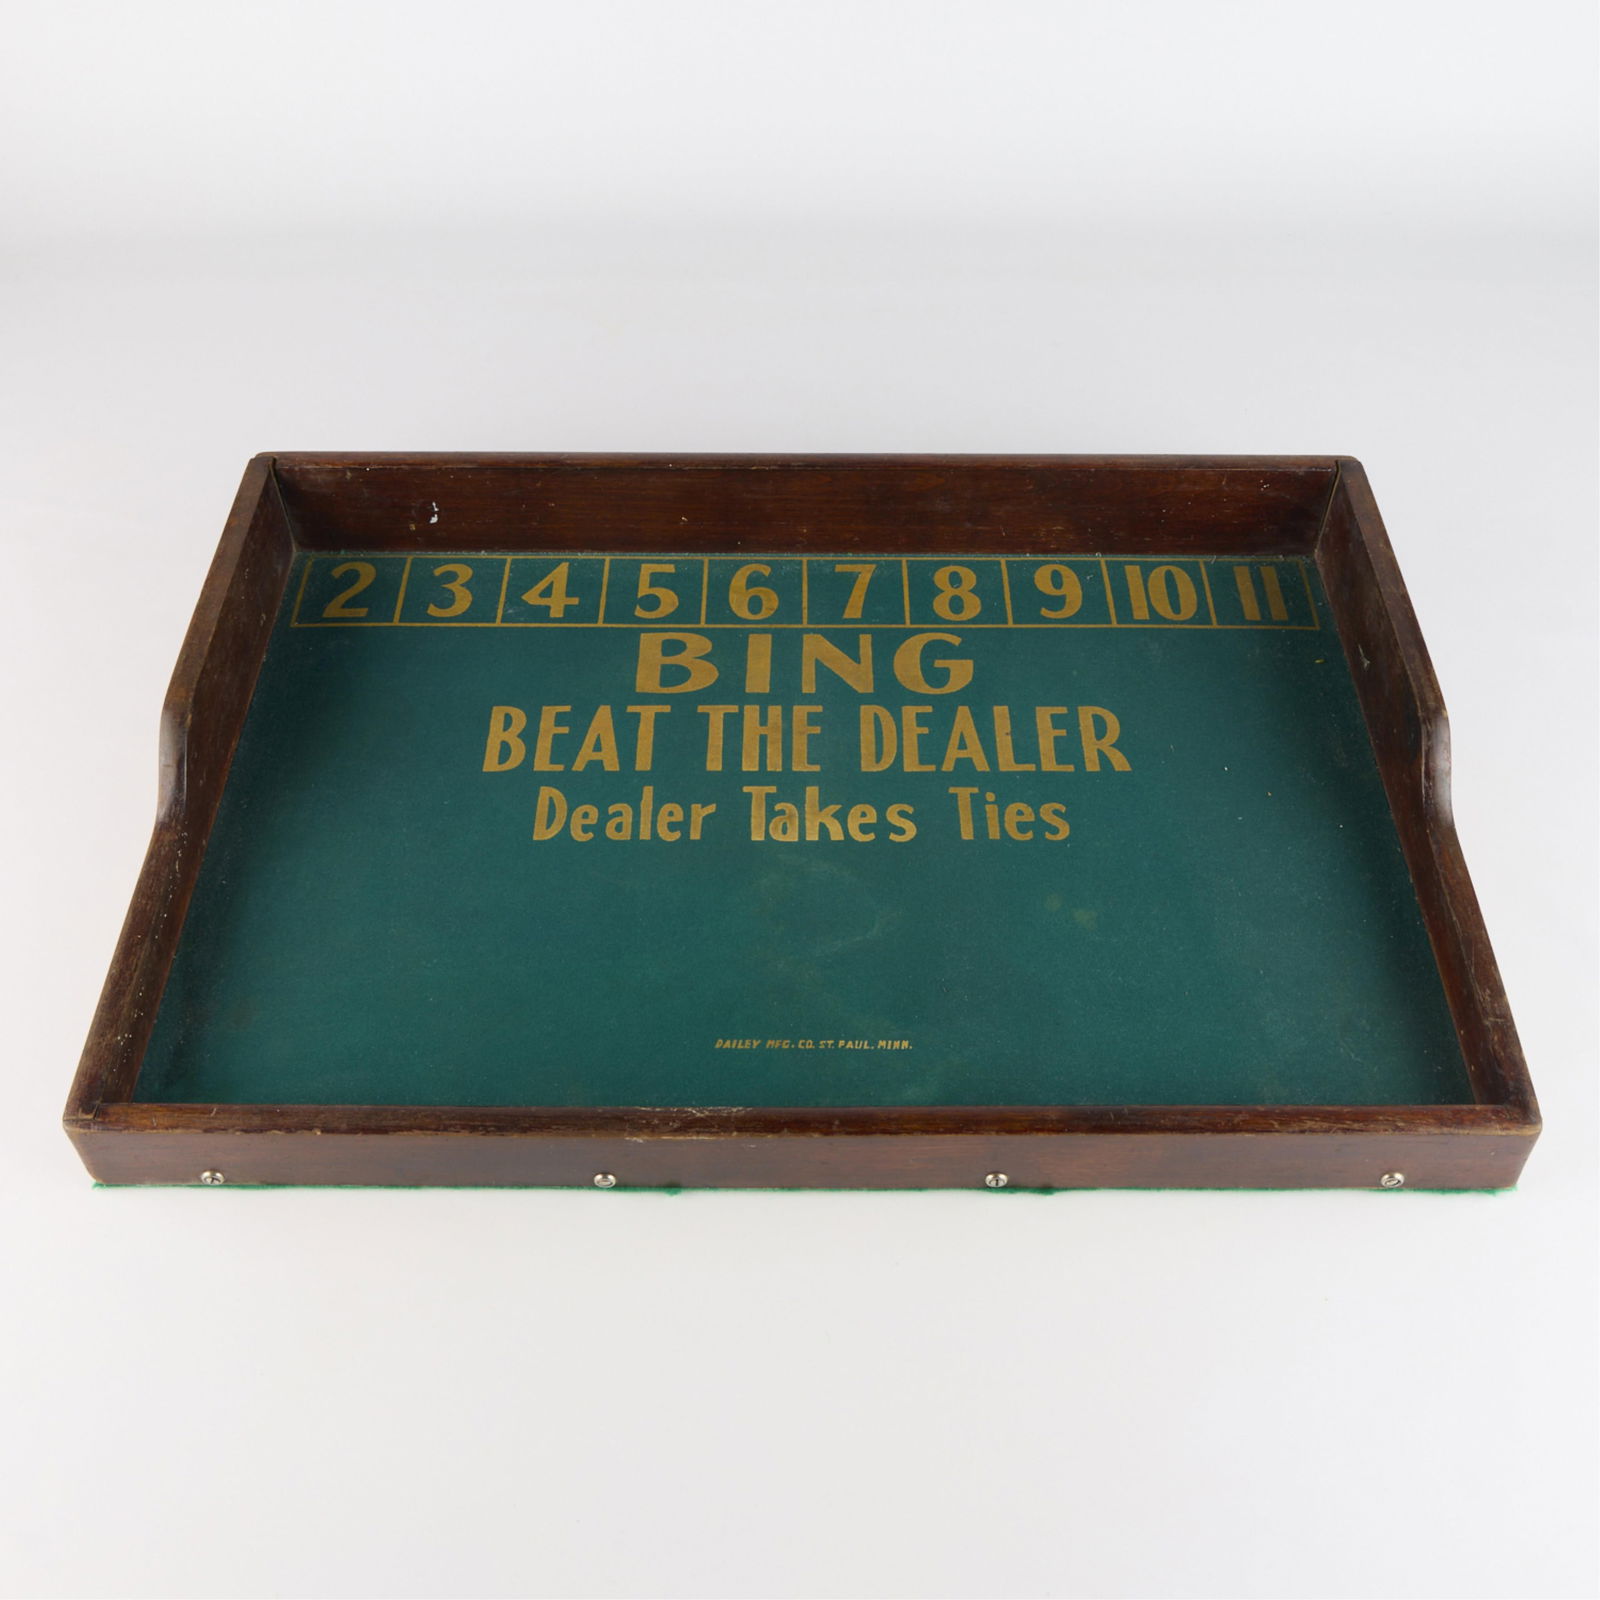 2 3 4 5 6 7 8 9 10 11
BING
BEAT THE DEALER
Dealer Takes Ties
DAILEY MFG. CO. ST. PAUL. MINN.